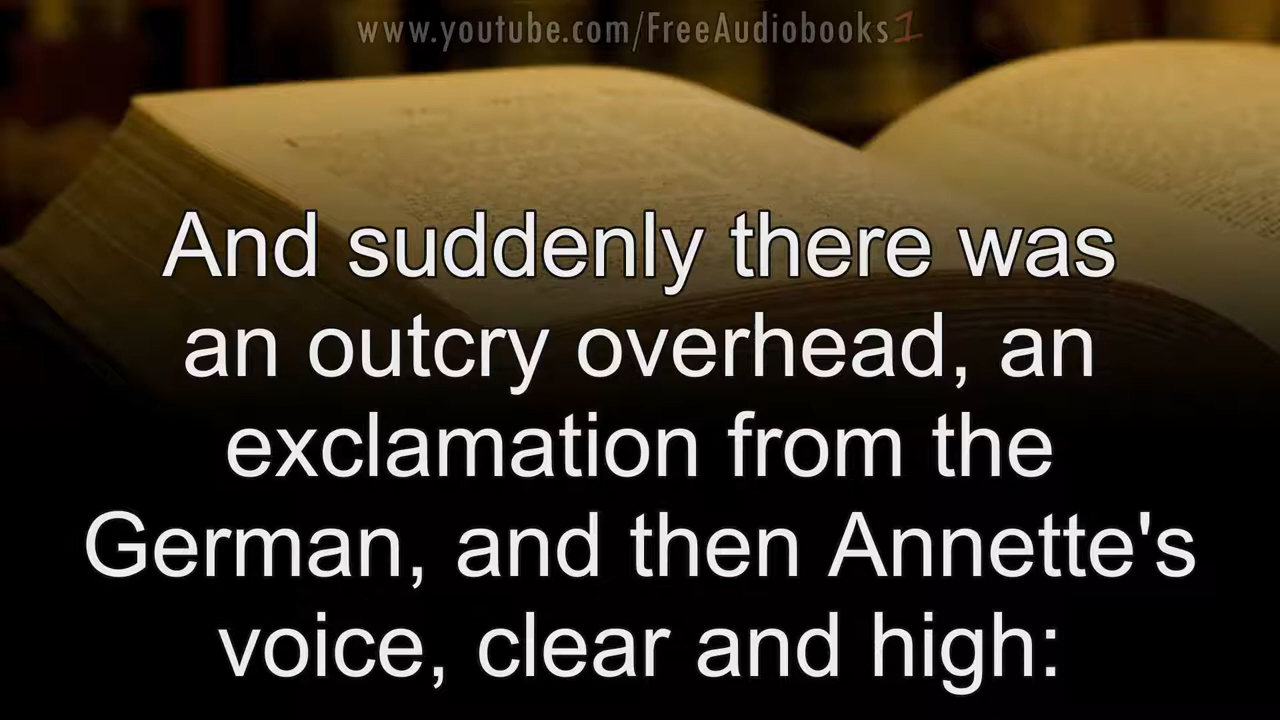 www.youtube.com/FreeAudiobooks1
And suddenly there was
an outcry overhead, an
exclamation from the
German, and then Annette's
voice, clear and high: